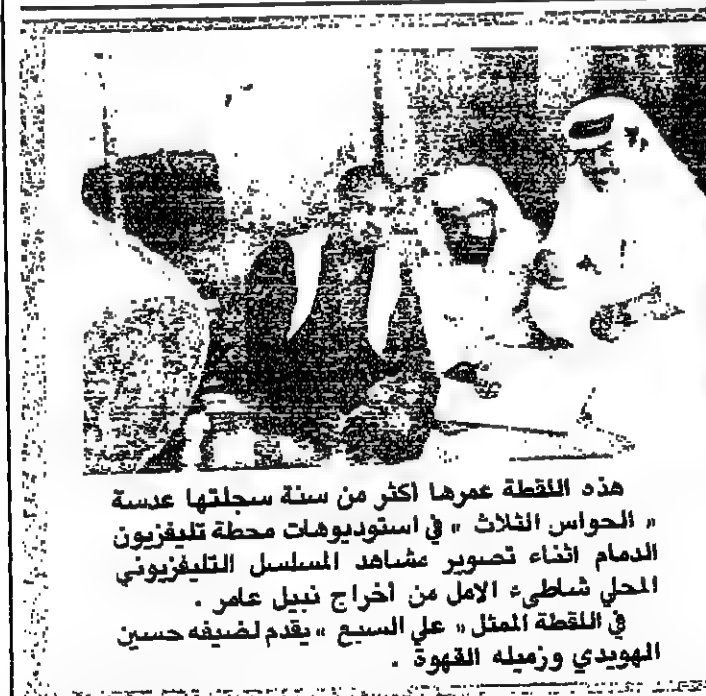 هذه اللقطة عمرها اكثر من سنة سجلتها عدسة
« الحواس الثلاث » في استوديوهات محطة تليفزيون
الدمام اثناء تصوير مشاهد المسلسل التليفزيوني
المحلي شاطىء الامل من اخراج نبيل عامر .
في اللقطة الممثل « علي السبع » يقدم لضيفه حسين
الهويدي وزميله القهوة .